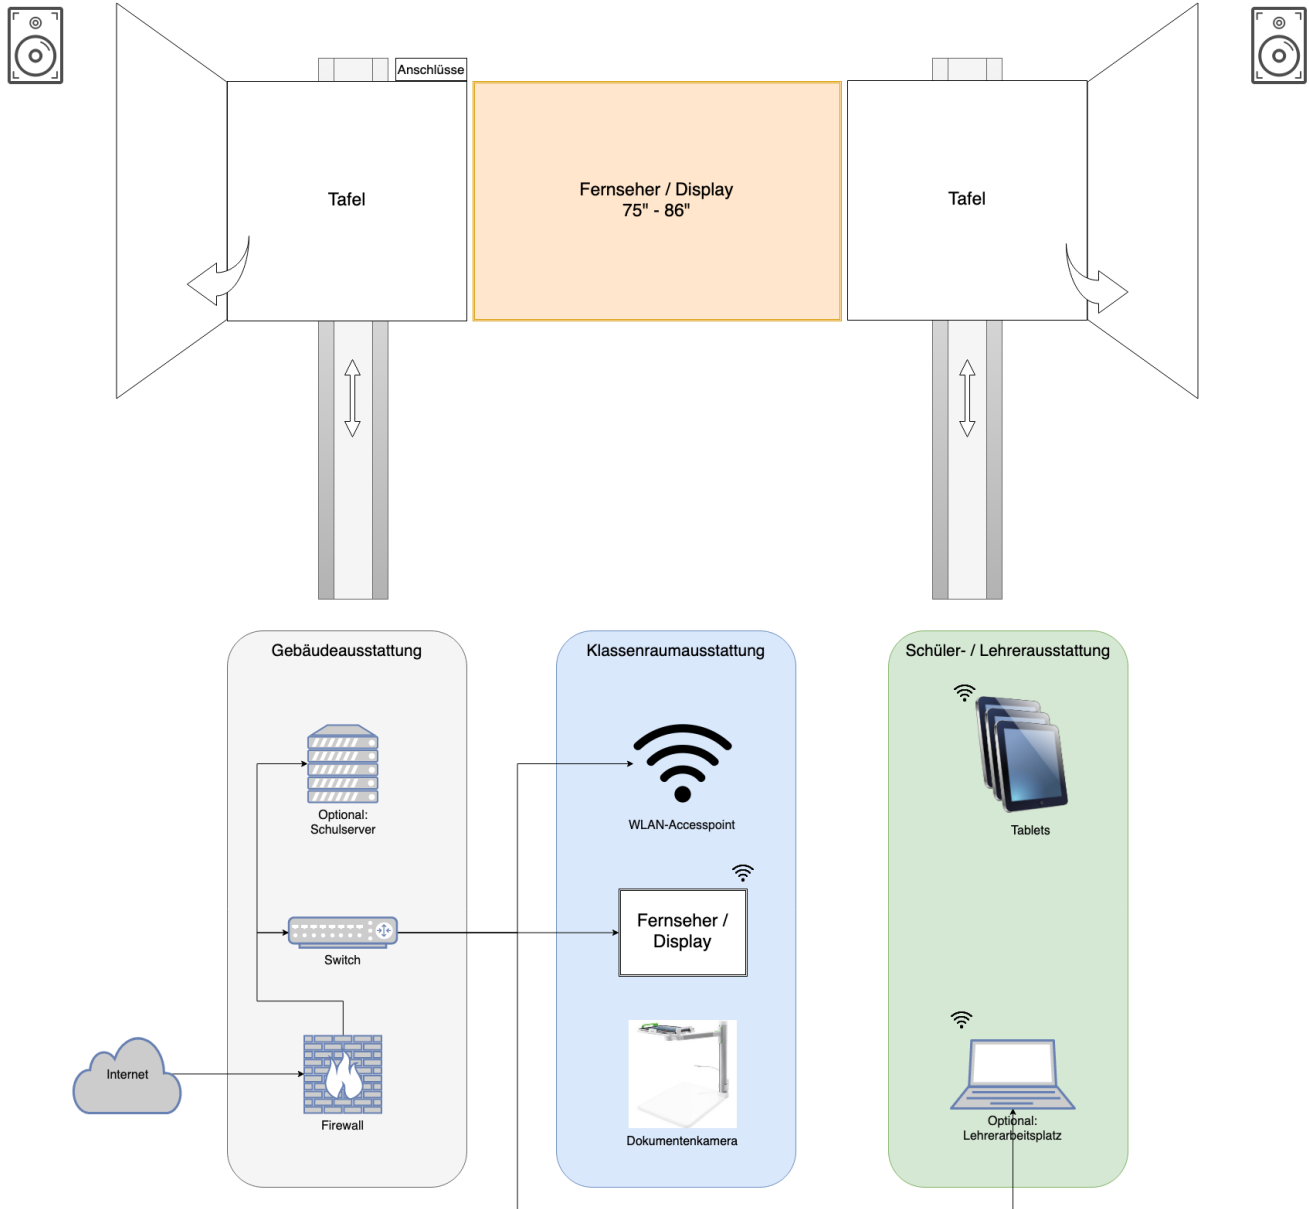 Anschlüsse
Tafel
Fernseher / Display
75" - 86"
Tafel
Gebäudeausstattung
Klassenraumausstattung
Schüler- / Lehrerausstattung
Optional:
Schulserver
WLAN-Accesspoint
Tablets
Switch
Fernseher /
Display
Internet
Firewall
Dokumentenkamera
Optional:
Lehrerarbeitsplatz